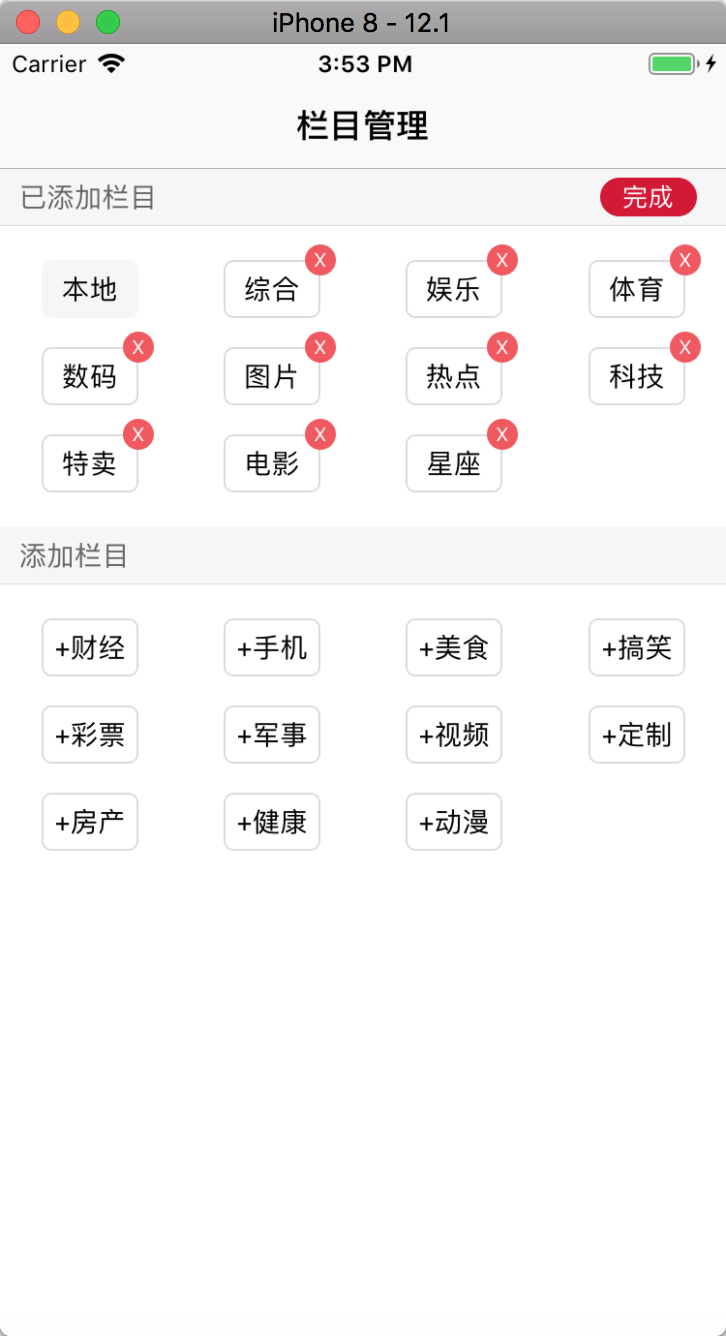 iPhone 8 - 12.1
Carrier 3:53 PM
栏目管理
已添加栏目 完成
本地 综合 X 娱乐 X 体育 X
数码 X 图片 X 热点 X 科技 X
特卖 X 电影 X 星座 X
添加栏目
+财经 +手机 +美食 +搞笑
+彩票 +军事 +视频 +定制
+房产 +健康 +动漫